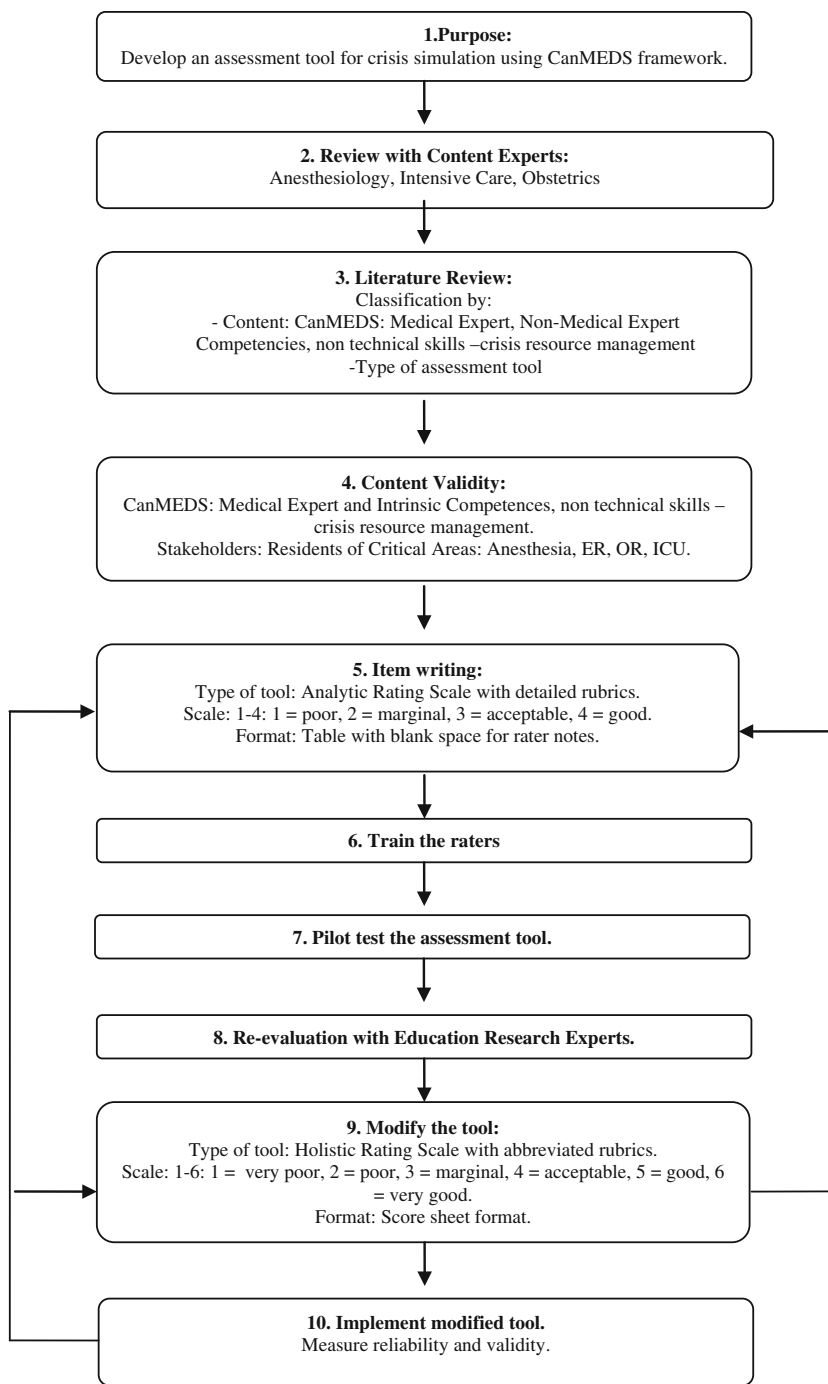 1.Purpose:
Develop an assessment tool for crisis simulation using CanMEDS framework.
2. Review with Content Experts:
Anesthesiology, Intensive Care, Obstetrics
3. Literature Review:
Classification by:
- Content: CanMEDS: Medical Expert, Non-Medical Expert
Competencies, non technical skills –crisis resource management
-Type of assessment tool
4. Content Validity:
CanMEDS: Medical Expert and Intrinsic Competences, non technical skills –
crisis resource management.
Stakeholders: Residents of Critical Areas: Anesthesia, ER, OR, ICU.
5. Item writing:
Type of tool: Analytic Rating Scale with detailed rubrics.
Scale: 1-4: 1 = poor, 2 = marginal, 3 = acceptable, 4 = good.
Format: Table with blank space for rater notes.
6. Train the raters
7. Pilot test the assessment tool.
8. Re-evaluation with Education Research Experts.
9. Modify the tool:
Type of tool: Holistic Rating Scale with abbreviated rubrics.
Scale: 1-6: 1 = very poor, 2 = poor, 3 = marginal, 4 = acceptable, 5 = good, 6
= very good.
Format: Score sheet format.
10. Implement modified tool.
Measure reliability and validity.